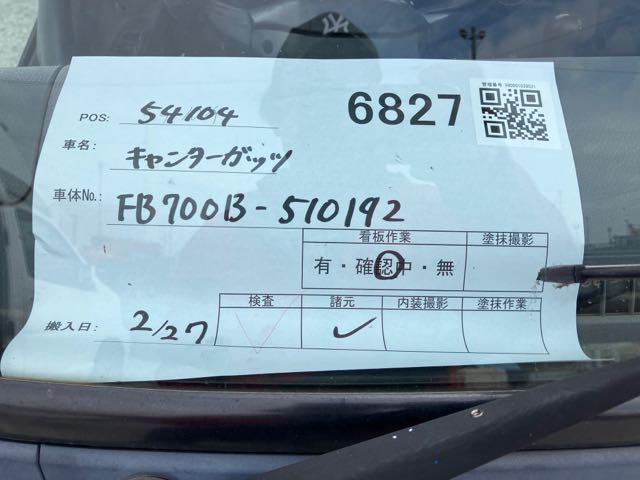 POS: 54104
6827
車名: キャンターガッツ
車体No.: FB700B-510192
看板作業 塗抹撮影
有・確認中・無
検査 諸元 内装撮影 塗抹作業
搬入日: 2/27 ✓ ✓